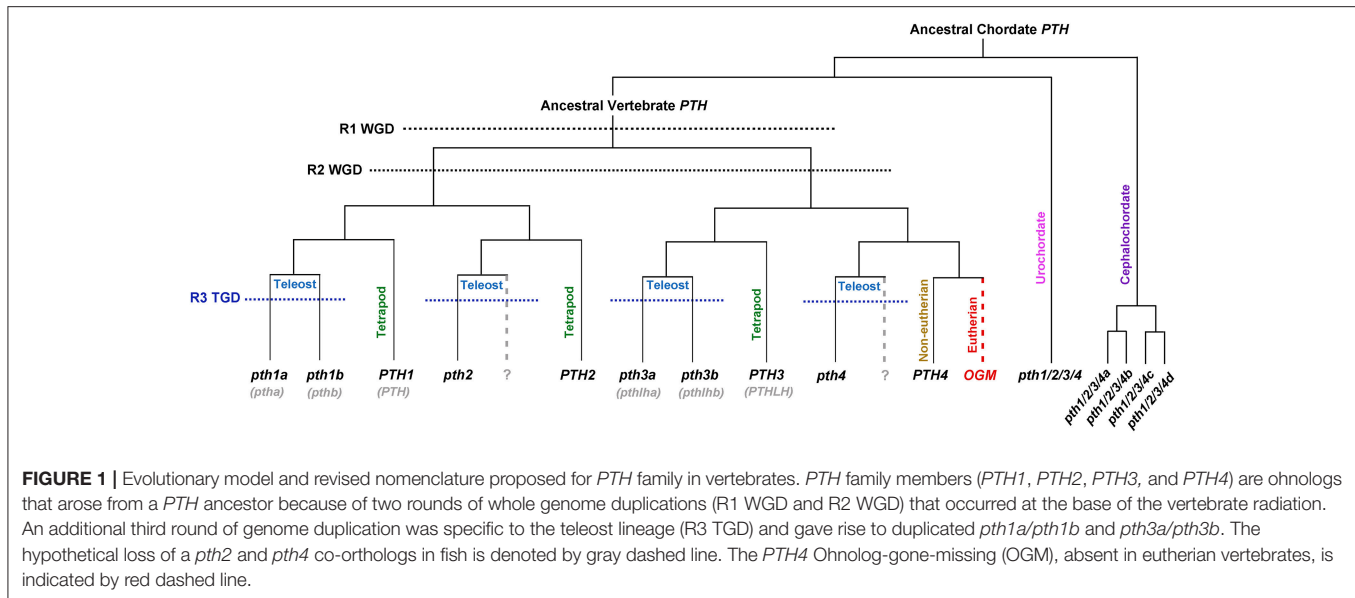 Ancestral Chordate PTH
Ancestral Vertebrate PTH
R1 WGD
R2 WGD
Urochordate
Cephalochordate
Teleost
Teleost
Teleost
Teleost
R3 TGD
Tetrapod
Tetrapod
Tetrapod
Non-eutherian
Eutherian
pth1a pth1b PTH1 pth2 ? PTH2 pth3a pth3b PTH3 pth4 ? PTH4 OGM pth1/2/3/4
(ptha) (pthb) (PTH) (pthlha) (pthlhb) (PTHLH)
pth1/2/3/4a
pth1/2/3/4b
pth1/2/3/4c
pth1/2/3/4d
FIGURE 1 | Evolutionary model and revised nomenclature proposed for PTH family in vertebrates. PTH family members (PTH1, PTH2, PTH3, and PTH4) are ohnologs
that arose from a PTH ancestor because of two rounds of whole genome duplications (R1 WGD and R2 WGD) that occurred at the base of the vertebrate radiation.
An additional third round of genome duplication was specific to the teleost lineage (R3 TGD) and gave rise to duplicated pth1a/pth1b and pth3a/pth3b. The
hypothetical loss of a pth2 and pth4 co-orthologs in fish is denoted by gray dashed line. The PTH4 Ohnolog-gone-missing (OGM), absent in eutherian vertebrates, is
indicated by red dashed line.